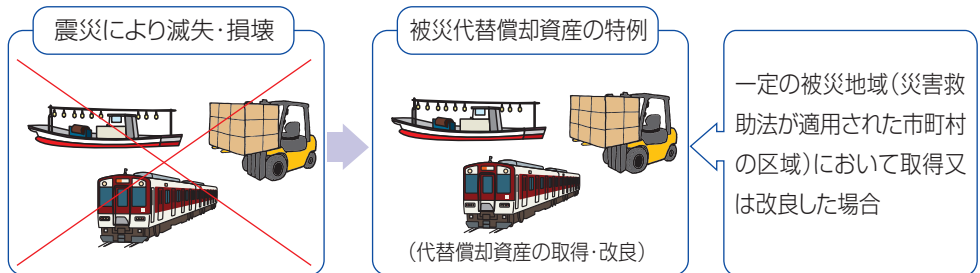 震災により滅失・損壊
被災代替償却資産の特例
(代替償却資産の取得・改良)
一定の被災地域(災害救
助法が適用された市町村
の区域)において取得又
は改良した場合